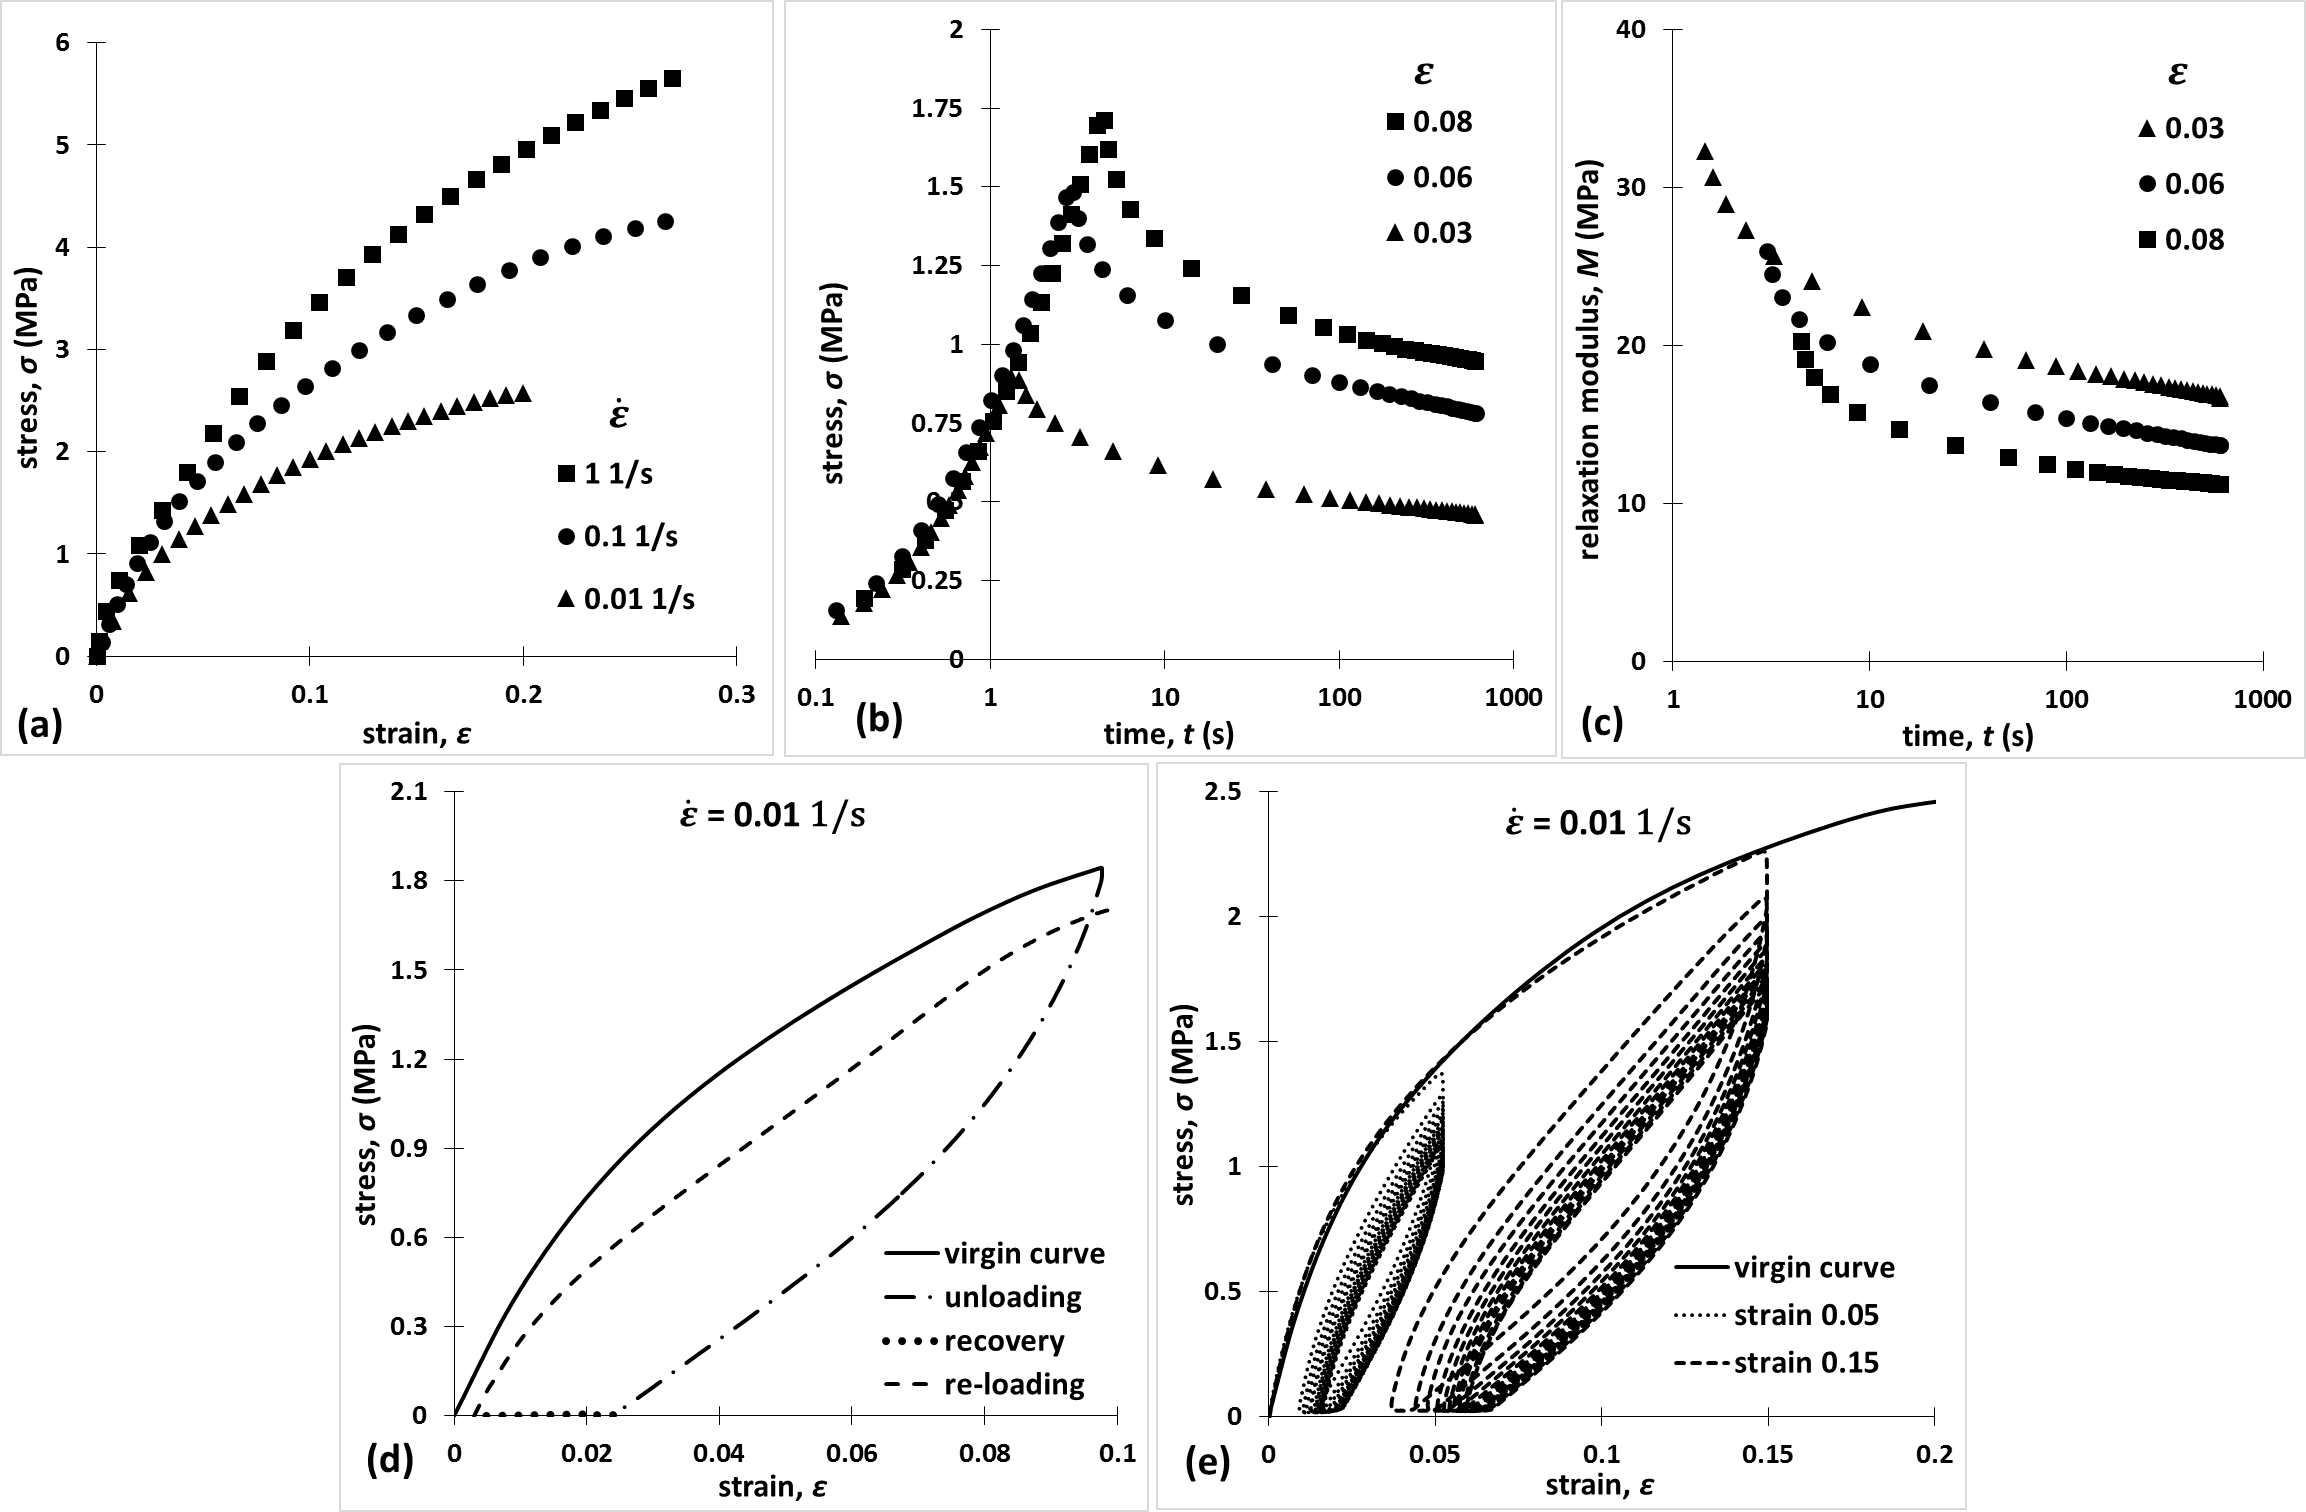 6
5
4
3
2
1
0
stress, σ (MPa)
0 0.1 0.2 0.3
strain, ε
ε̇
1 1/s
0.1 1/s
0.01 1/s
(a)
2
1.75
1.5
1.25
1
0.75
0.5
0.25
0
stress, σ (MPa)
0.1 1 10 100 1000
time, t (s)
ε
0.08
0.06
0.03
(b)
40
30
20
10
0
relaxation modulus, M (MPa)
1 10 100 1000
time, t (s)
ε
0.03
0.06
0.08
(c)
ε̇ = 0.01 1/s
2.1
1.8
1.5
1.2
0.9
0.6
0.3
0
stress, σ (MPa)
0 0.02 0.04 0.06 0.08 0.1
strain, ε
virgin curve
unloading
recovery
re-loading
(d)
ε̇ = 0.01 1/s
2.5
2
1.5
1
0.5
0
stress, σ (MPa)
0 0.05 0.1 0.15 0.2
strain, ε
virgin curve
strain 0.05
strain 0.15
(e)